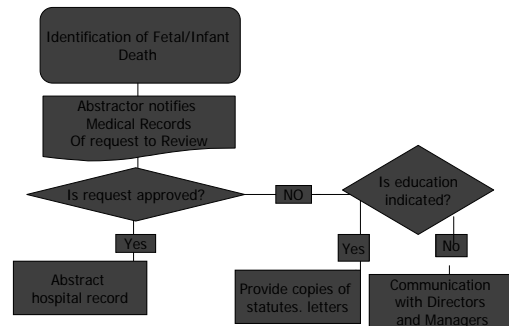 Identification of Fetal/Infant
Death
Abstractor notifies
Medical Records
Of request to Review
Is request approved?
NO
Is education
indicated?
Yes
Yes
No
Abstract
hospital record
Provide copies of
statutes. letters
Communication
with Directors
and Managers